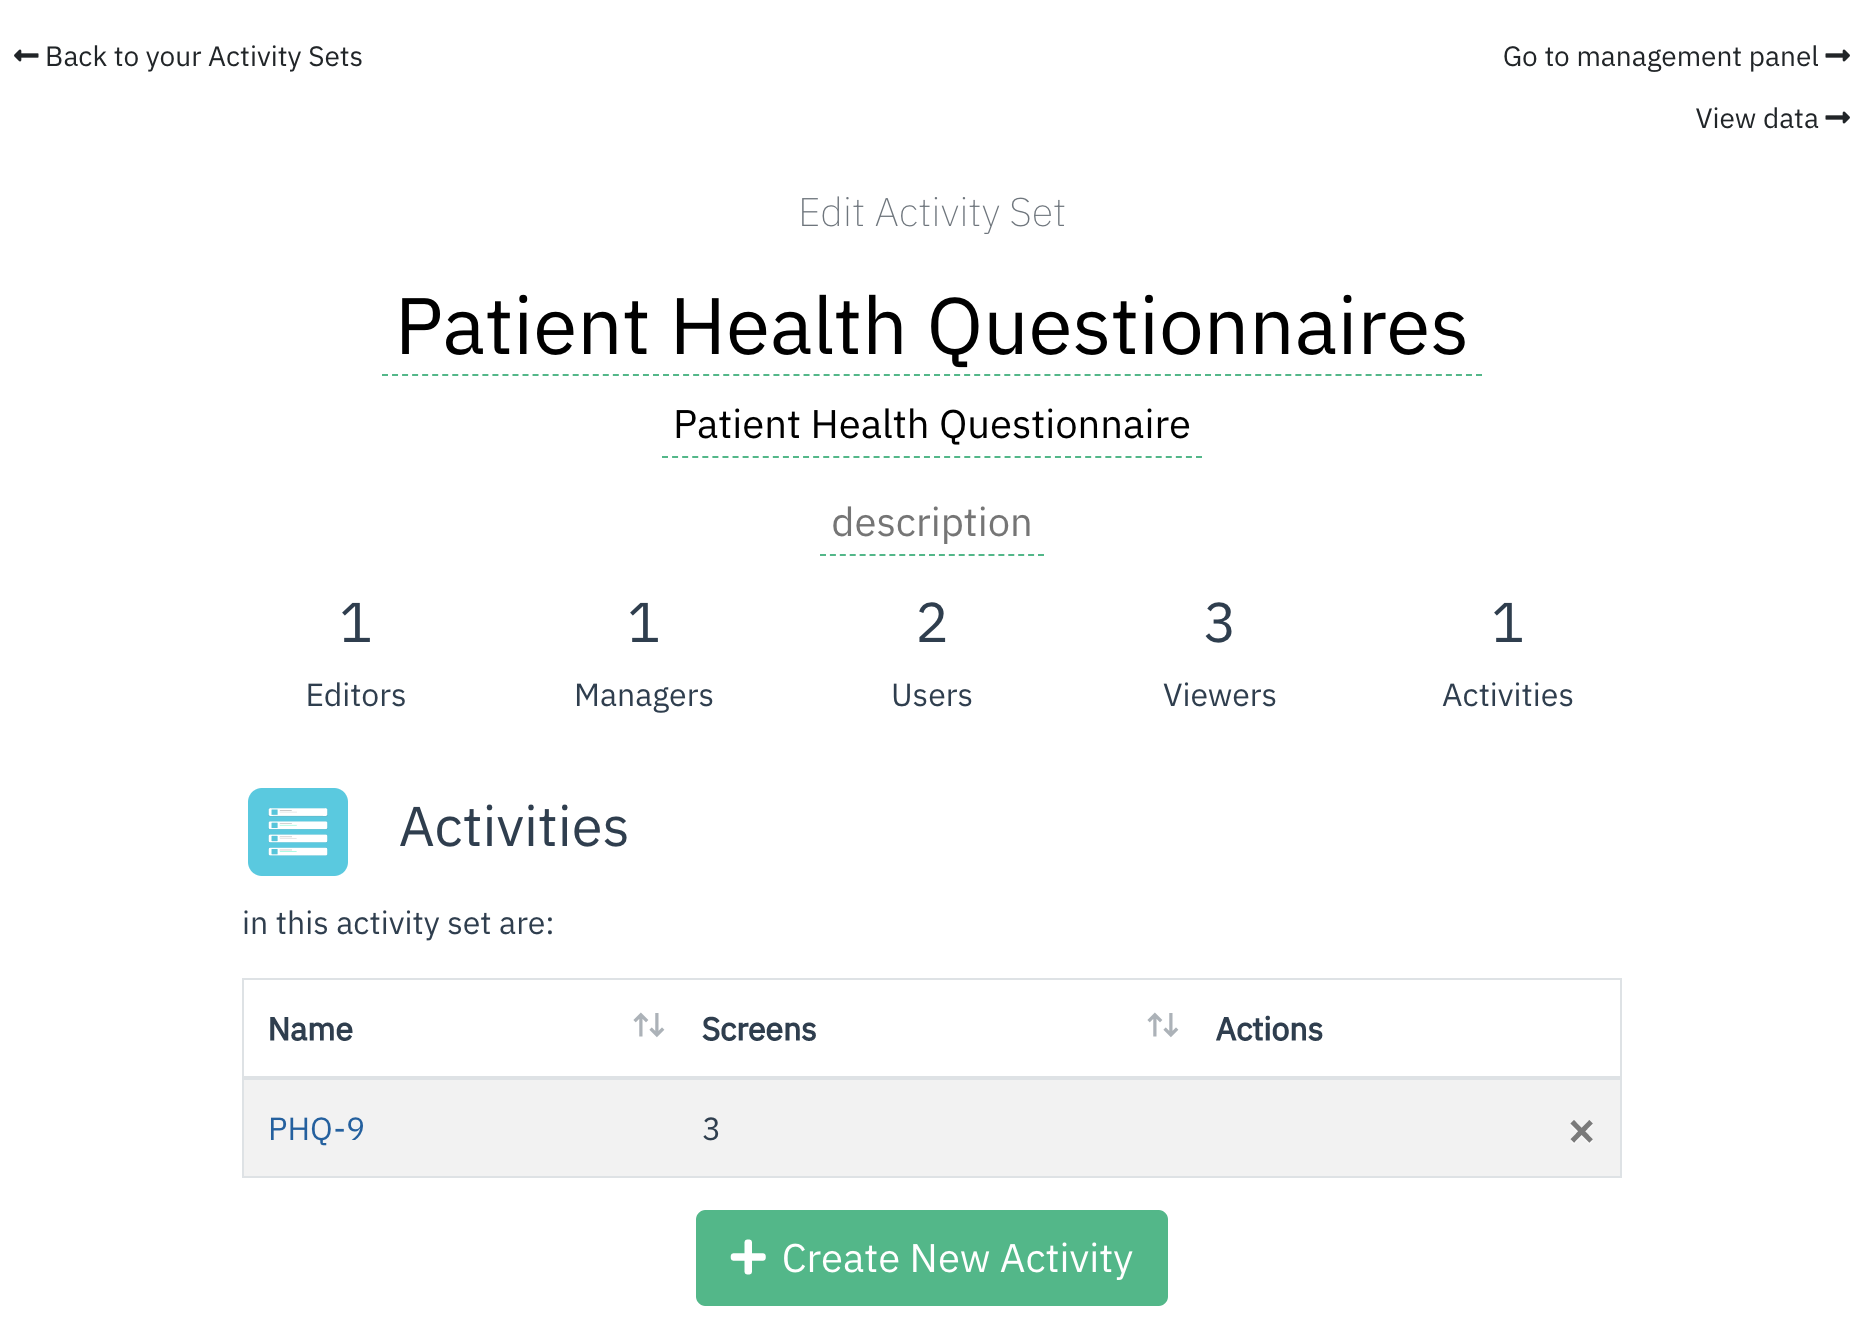 Back to your Activity Sets
Go to management panel
View data
Edit Activity Set
Patient Health Questionnaires
Patient Health Questionnaire
description
1 1 2 3 1
Editors Managers Users Viewers Activities
Activities
in this activity set are:
Name Screens Actions
PHQ-9 3
Create New Activity